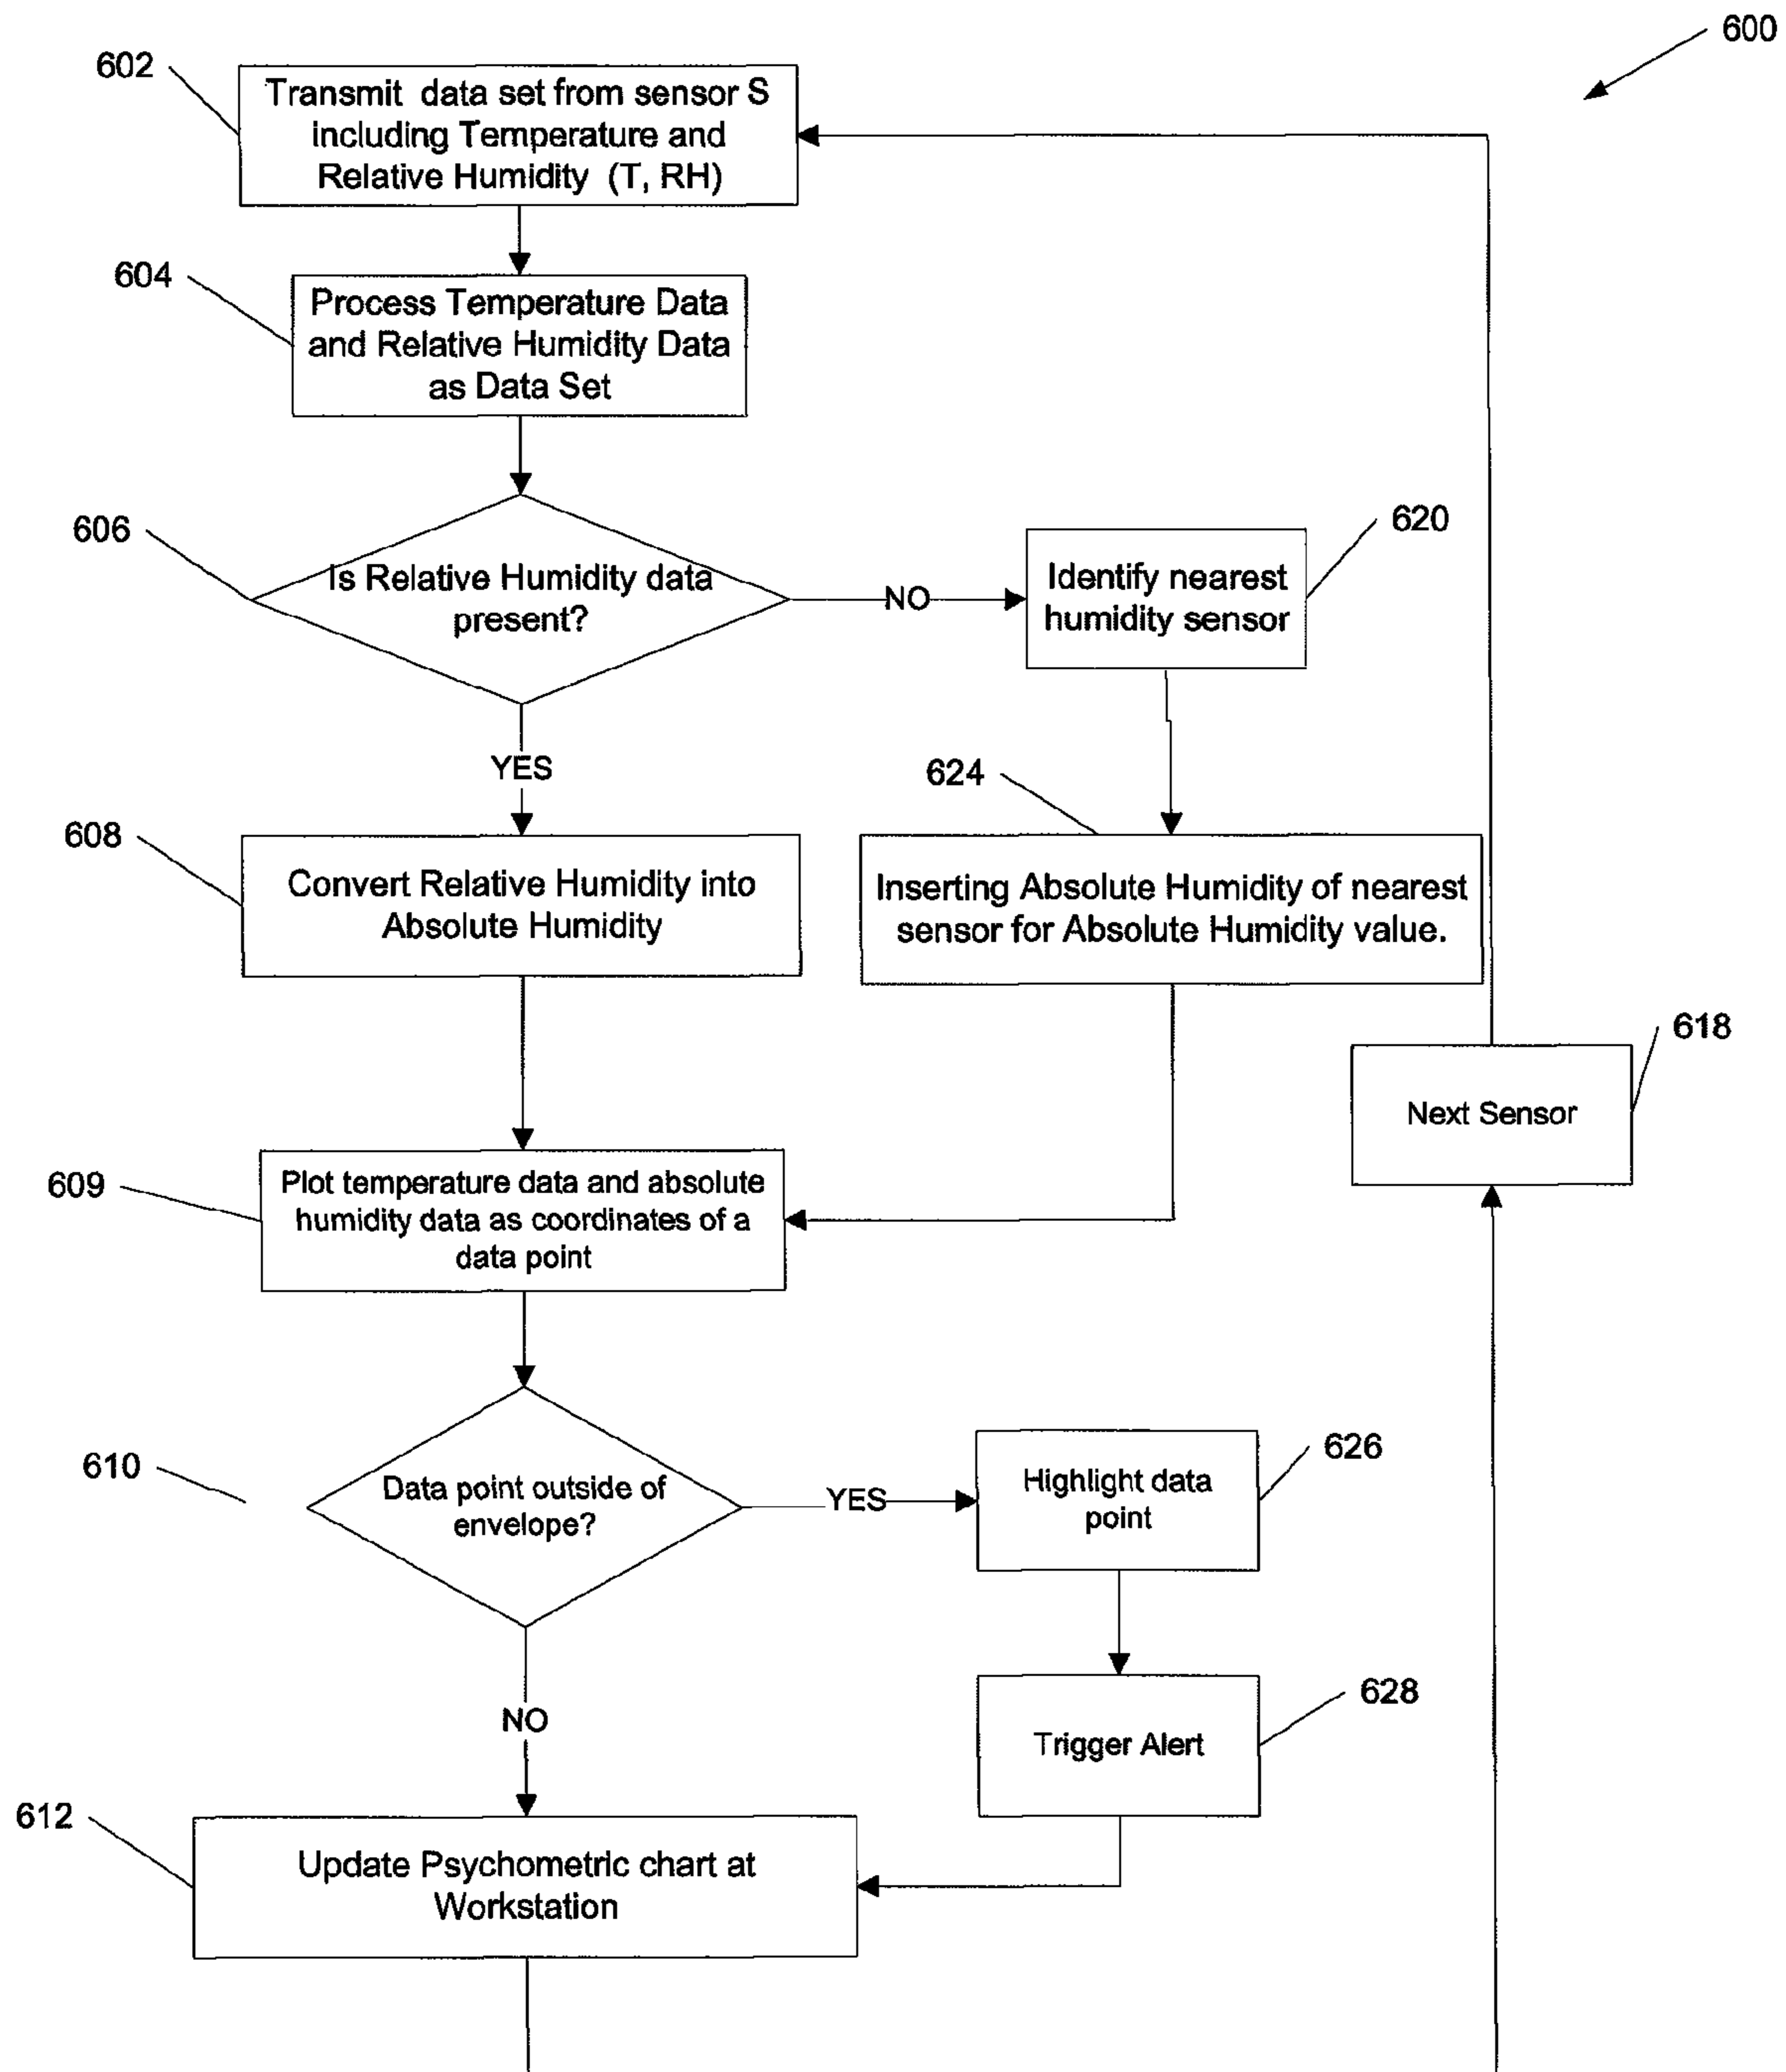 600
602
Transmit data set from sensor S
including Temperature and
Relative Humidity (T, RH)
604
Process Temperature Data
and Relative Humidity Data
as Data Set
606
Is Relative Humidity data
present?
NO
620
Identify nearest
humidity sensor
YES
624
608
Convert Relative Humidity into
Absolute Humidity
Inserting Absolute Humidity of nearest
sensor for Absolute Humidity value.
618
Next Sensor
609
Plot temperature data and absolute
humidity data as coordinates of a
data point
610
Data point outside of
envelope?
YES
626
Highlight data
point
NO
628
Trigger Alert
612
Update Psychometric chart at
Workstation